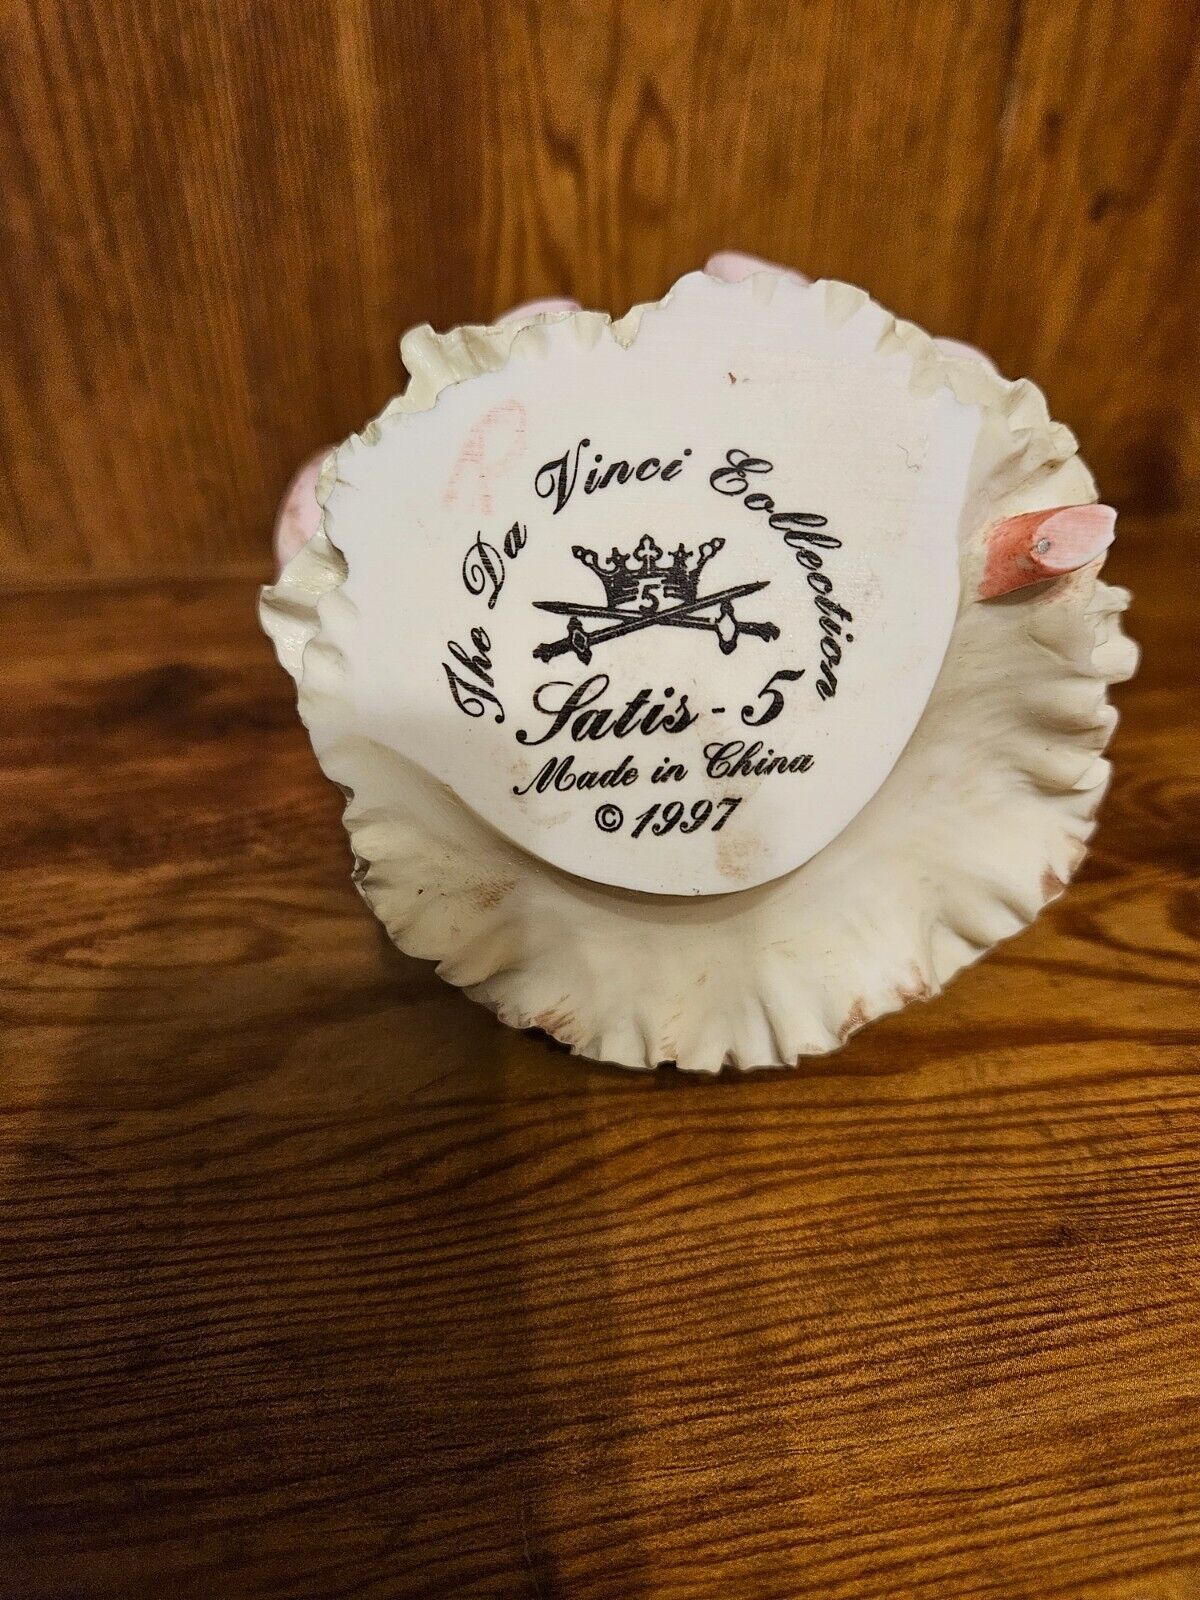 The Da Vinci Collection
5
Satis - 5
Made in China
© 1997